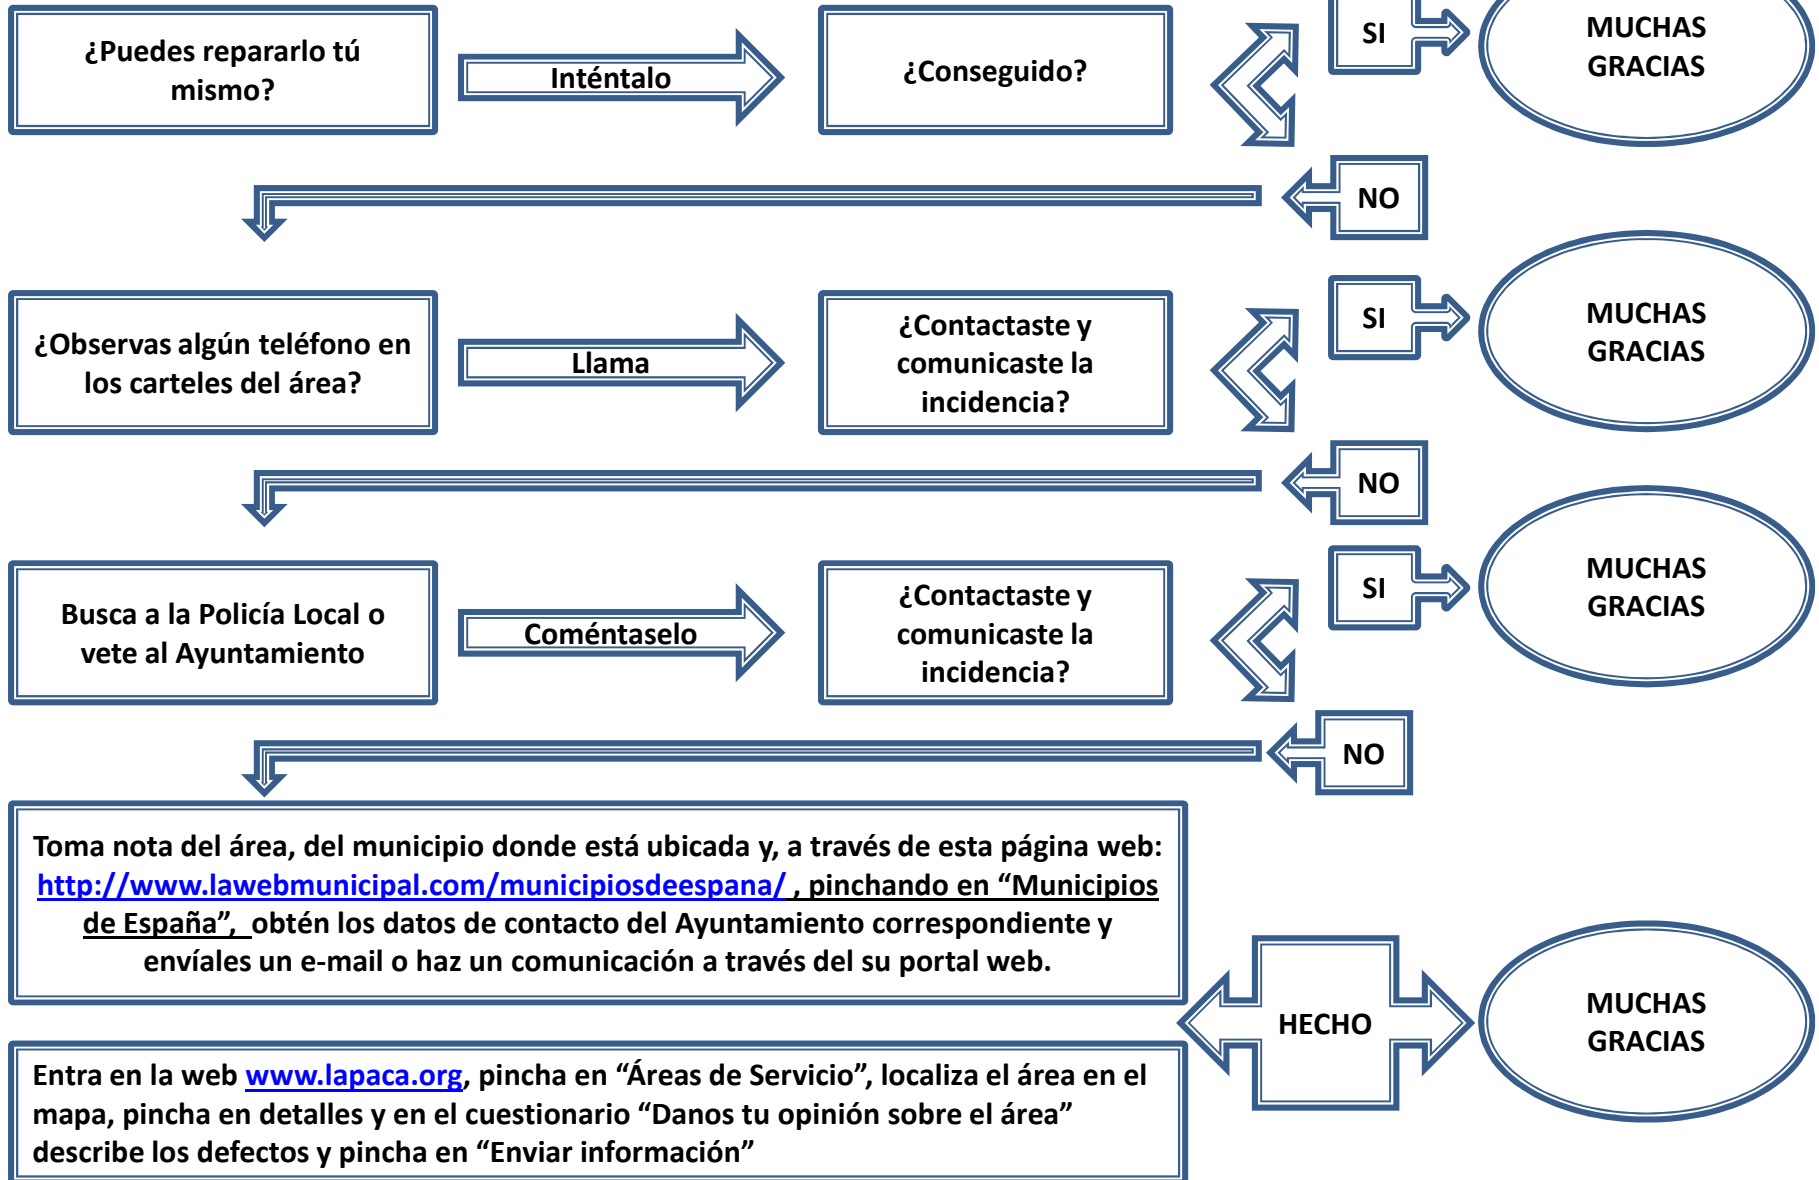 ¿Puedes repararlo tú
mismo?
Inténtalo
¿Conseguido?
SI
MUCHAS
GRACIAS
NO
¿Observas algún teléfono en
los carteles del área?
Llama
¿Contactaste y
comunicaste la
incidencia?
SI
MUCHAS
GRACIAS
NO
Busca a la Policía Local o
vete al Ayuntamiento
Coméntaselo
¿Contactaste y
comunicaste la
incidencia?
SI
MUCHAS
GRACIAS
NO
Toma nota del área, del municipio donde está ubicada y, a través de esta página web:
http://www.lawebmunicipal.com/municipiosdeespana/ , pinchando en “Municipios
de España”, obtén los datos de contacto del Ayuntamiento correspondiente y
envíales un e-mail o haz un comunicación a través del su portal web.
HECHO
MUCHAS
GRACIAS
Entra en la web www.lapaca.org, pincha en “Áreas de Servicio”, localiza el área en el
mapa, pincha en detalles y en el cuestionario “Danos tu opinión sobre el área”
describe los defectos y pincha en “Enviar información”